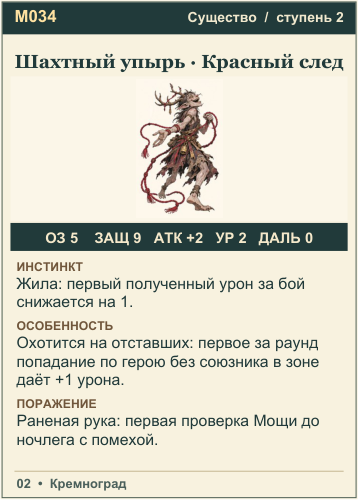 M034
Существо / ступень 2
Шахтный упырь · Красный след
ОЗ 5 ЗАЩ 9 АТК +2 УР 2 ДАЛЬ 0
ИНСТИНКТ
Жила: первый полученный урон за бой
снижается на 1.
ОСОБЕННОСТЬ
Охотится на отставших: первое за раунд
попадание по герою без союзника в зоне
даёт +1 урона.
ПОРАЖЕНИЕ
Раненая рука: первая проверка Мощи до
ночлега с помехой.
02 • Кремноград